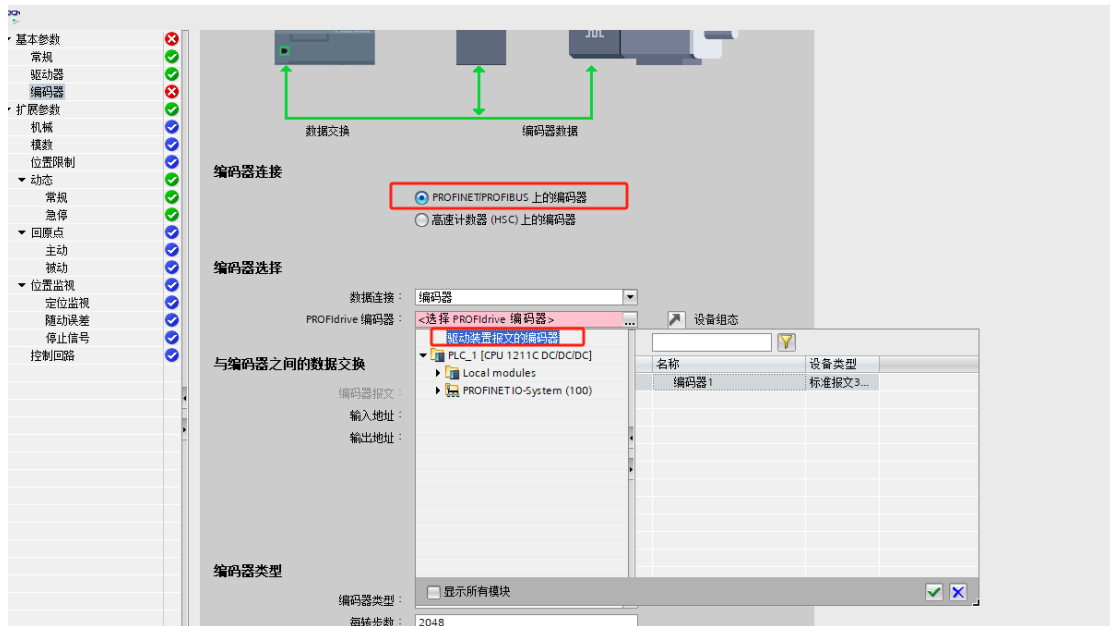 基本参数
常规
驱动器
编码器
扩展参数
机械
模数
位置限制
动态
常规
急停
回原点
主动
被动
位置监视
定位监视
随动误差
停止信号
控制回路
数据交换
编码器数据
编码器连接
PROFINET/PROFIBUS 上的编码器
高速计数器 (HSC) 上的编码器
编码器选择
数据连接：
编码器
PROFIdrive 编码器：
<选择 PROFIdrive 编码器>
...
设备组态
驱动装置报文的编码器
PLC_1 [CPU 1211C DC/DC/DC]
Local modules
PROFINET IO-System (100)
名称
设备类型
编码器1
标准报文3...
与编码器之间的数据交换
编码器报文：
输入地址：
输出地址：
显示所有模块
编码器类型
编码器类型：
每转步数：
2048